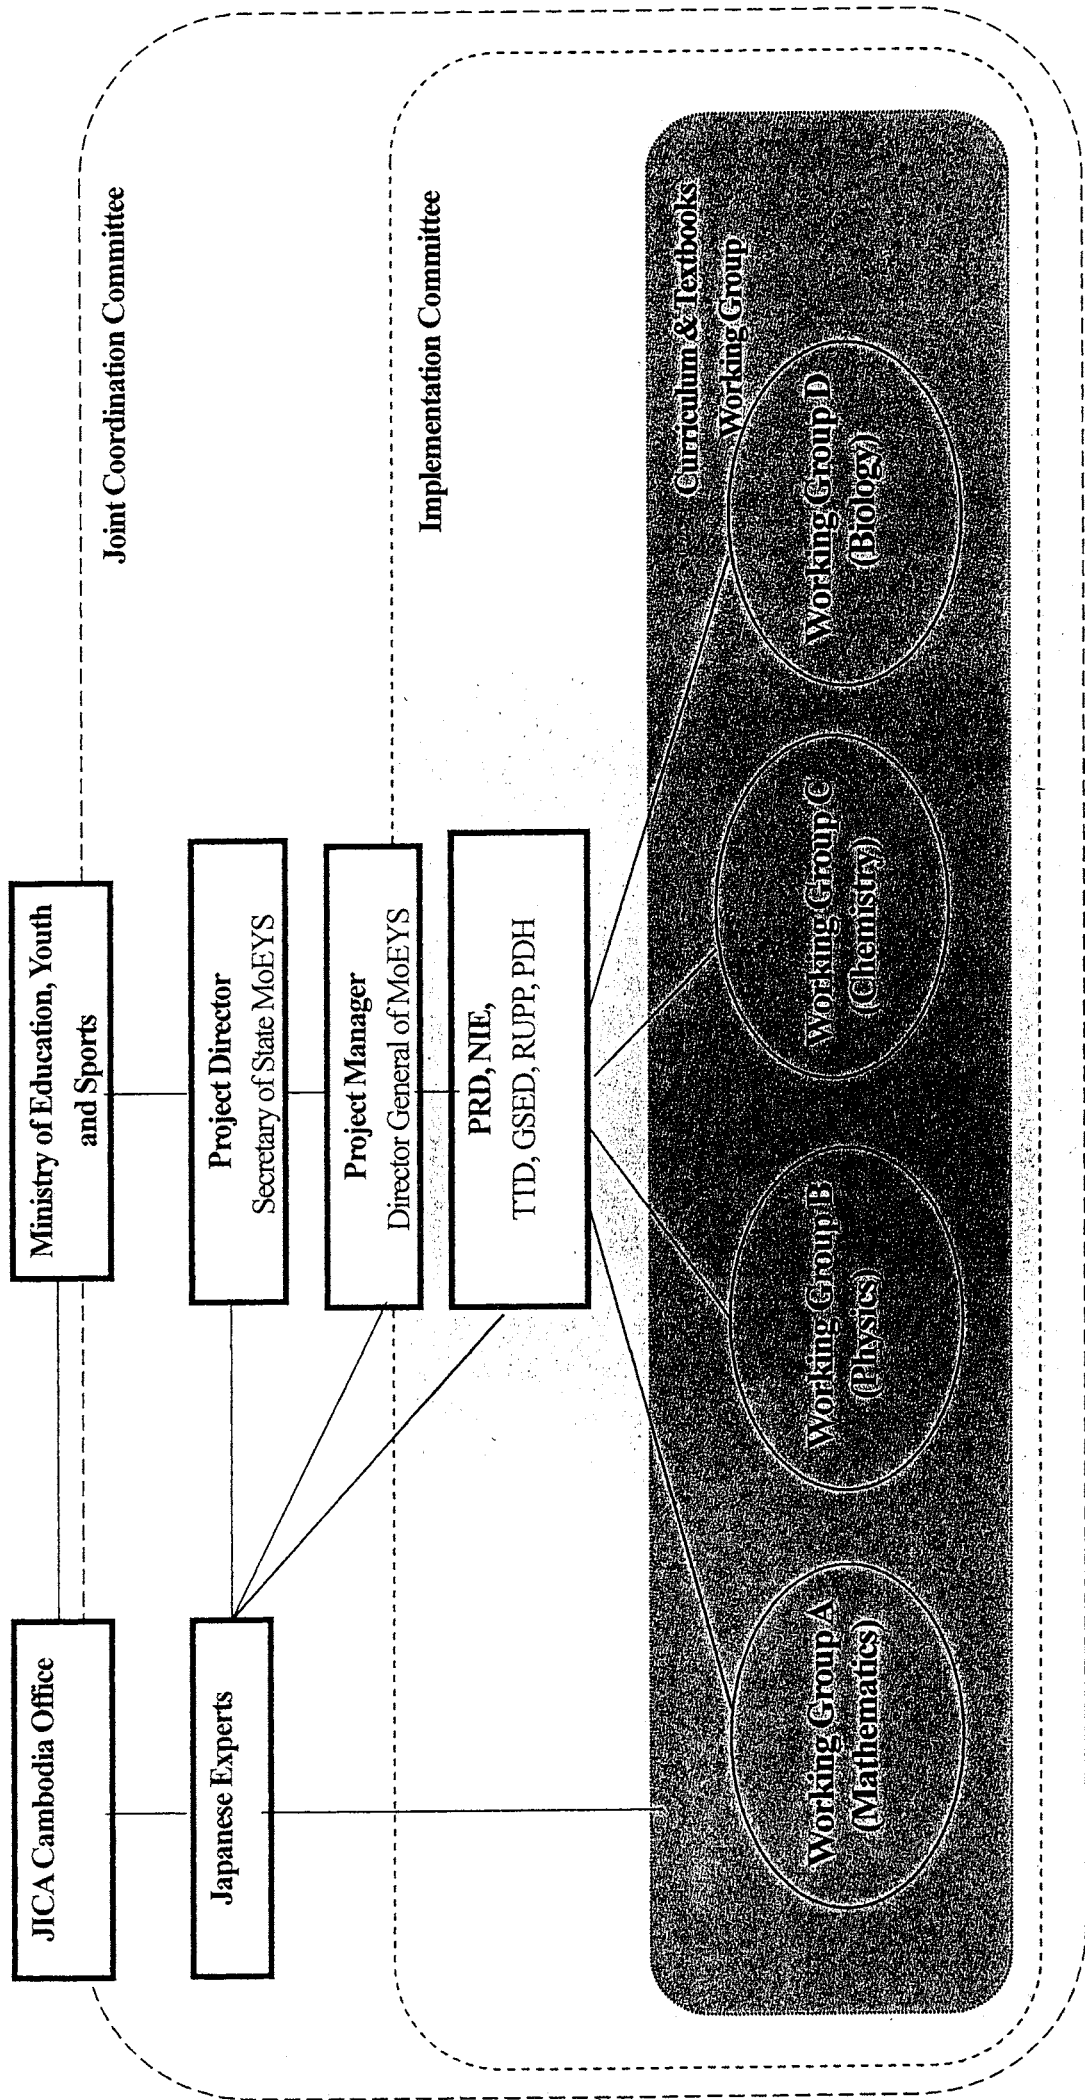 JICA Cambodia Office
Ministry of Education, Youth
and Sports
Joint Coordination Committee
Japanese Experts
Project Director
Secretary of State MoEYS
Project Manager
Director General of MoEYS
Implementation Committee
PRD, NIE,
TTD, GSED, RUPP, PDH
Curriculum & Textbooks
Working Group
Working Group A
(Mathematics)
Working Group B
(Physics)
Working Group C
(Chemistry)
Working Group D
(Biology)